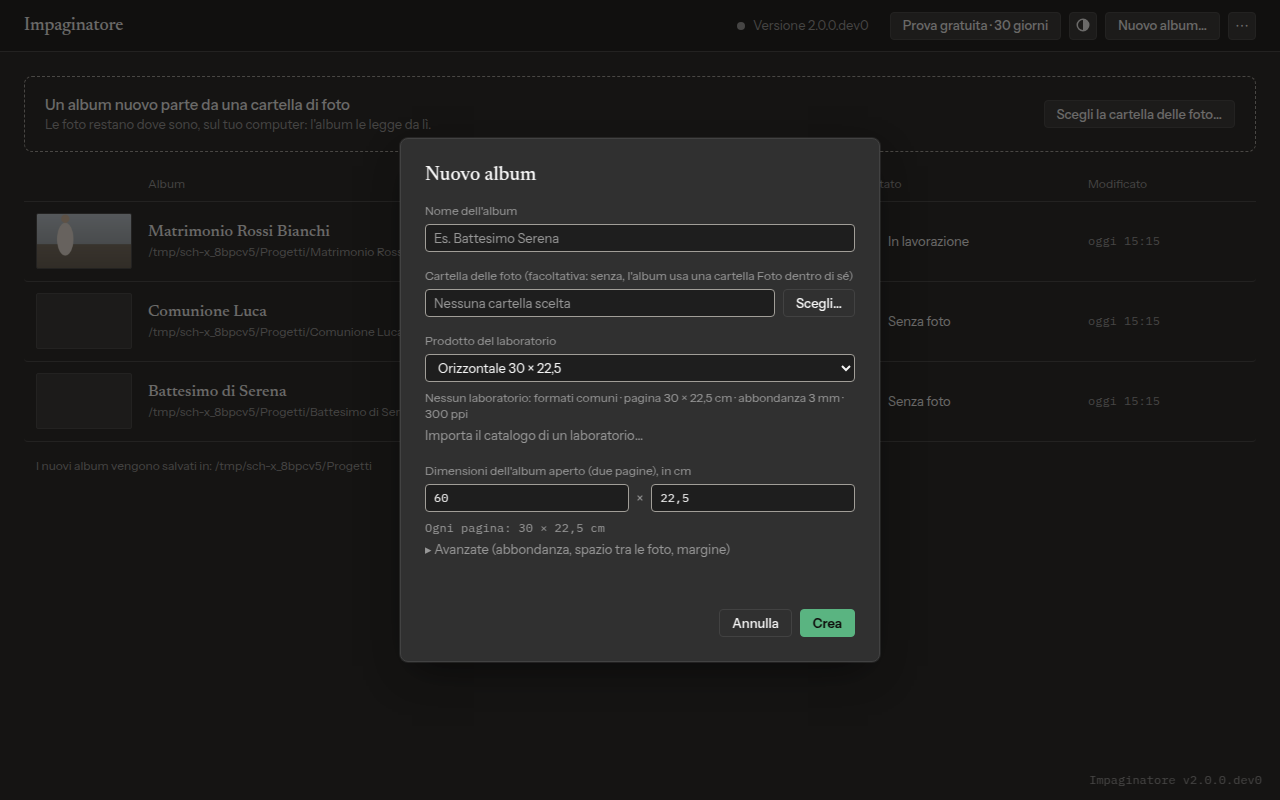 Impaginatore
Versione 2.0.0.dev0
Prova gratuita · 30 giorni
Nuovo album…
…
Un album nuovo parte da una cartella di foto
Le foto restano dove sono, sul tuo computer: l'album le legge da lì.
Scegli la cartella delle foto…
Album
tato
Modificato
Matrimonio Rossi Bianchi
/tmp/sch-x_8bpcv5/Progetti/Matrimonio Ross
In lavorazione
oggi 15:15
Comunione Luca
/tmp/sch-x_8bpcv5/Progetti/Comunione Luca
Senza foto
oggi 15:15
Battesimo di Serena
/tmp/sch-x_8bpcv5/Progetti/Battesimo di Ser
Senza foto
oggi 15:15
I nuovi album vengono salvati in: /tmp/sch-x_8bpcv5/Progetti
Nuovo album
Nome dell'album
Es. Battesimo Serena
Cartella delle foto (facoltativa: senza, l'album usa una cartella Foto dentro di sé)
Nessuna cartella scelta
Scegli…
Prodotto del laboratorio
Orizzontale 30 × 22,5
Nessun laboratorio: formati comuni · pagina 30 × 22,5 cm · abbondanza 3 mm ·
300 ppi
Importa il catalogo di un laboratorio…
Dimensioni dell'album aperto (due pagine), in cm
60 × 22,5
Ogni pagina: 30 × 22,5 cm
▸ Avanzate (abbondanza, spazio tra le foto, margine)
Annulla
Crea
Impaginatore v2.0.0.dev0